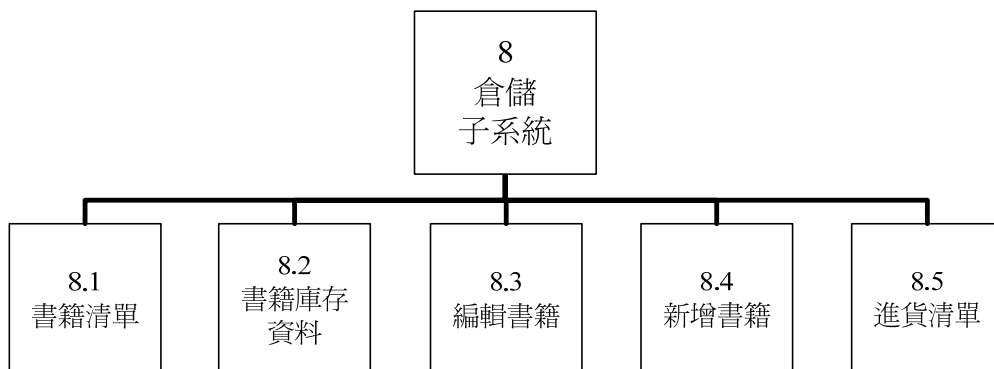 8
倉儲
子系統
8.1
書籍清單
8.2
書籍庫存
資料
8.3
編輯書籍
8.4
新增書籍
8.5
進貨清單